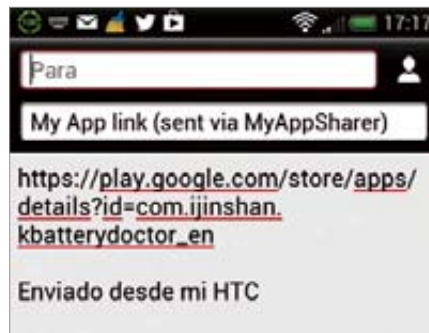 17:17
Para
My App link (sent via MyAppSharer)
https://play.google.com/store/apps/
details?id=com.ijinshan.
kbatterydoctor_en
Enviado desde mi HTC